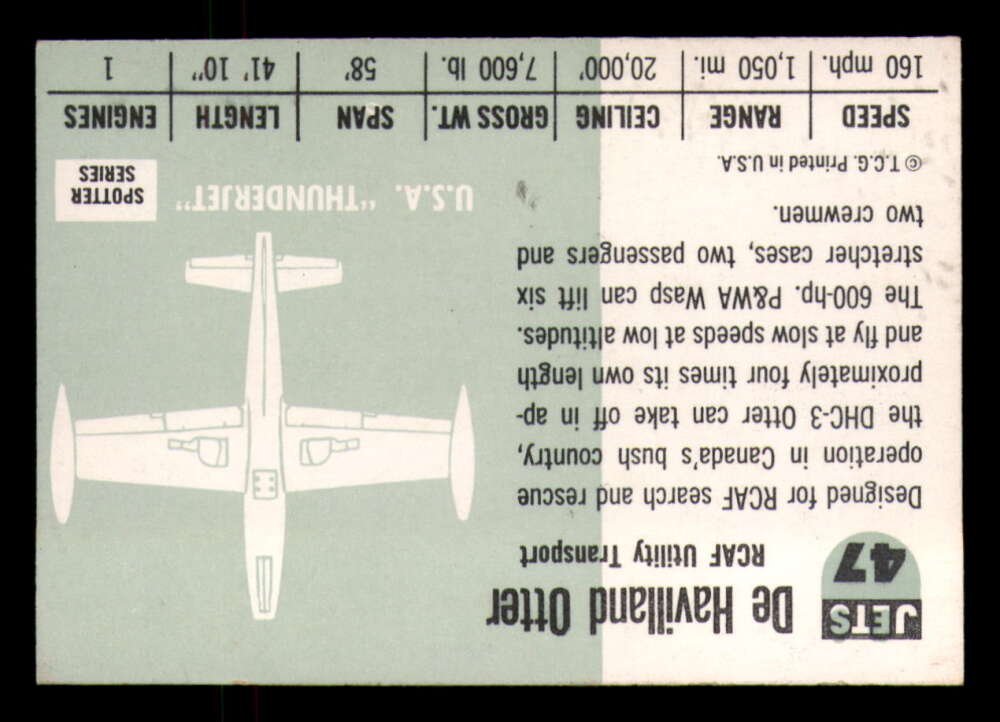 JETS
47
De Havilland Otter
RCAF Utility Transport
Designed for RCAF search and rescue
operation in Canada's bush country,
the DHC-3 Otter can take off in ap-
proximately four times its own length
and fly at slow speeds at low altitudes.
The 600-hp. P&WA Wasp can lift six
stretcher cases, two passengers and
two crewmen.
© T.C.G. Printed in U.S.A.
U.S.A. "THUNDERJET"
SPOTTER
SERIES
SPEED RANGE CEILING GROSS WT. SPAN LENGTH ENGINES
160 mph. 1,050 mi. 20,000' 7,600 lb. 58' 41' 10" 1